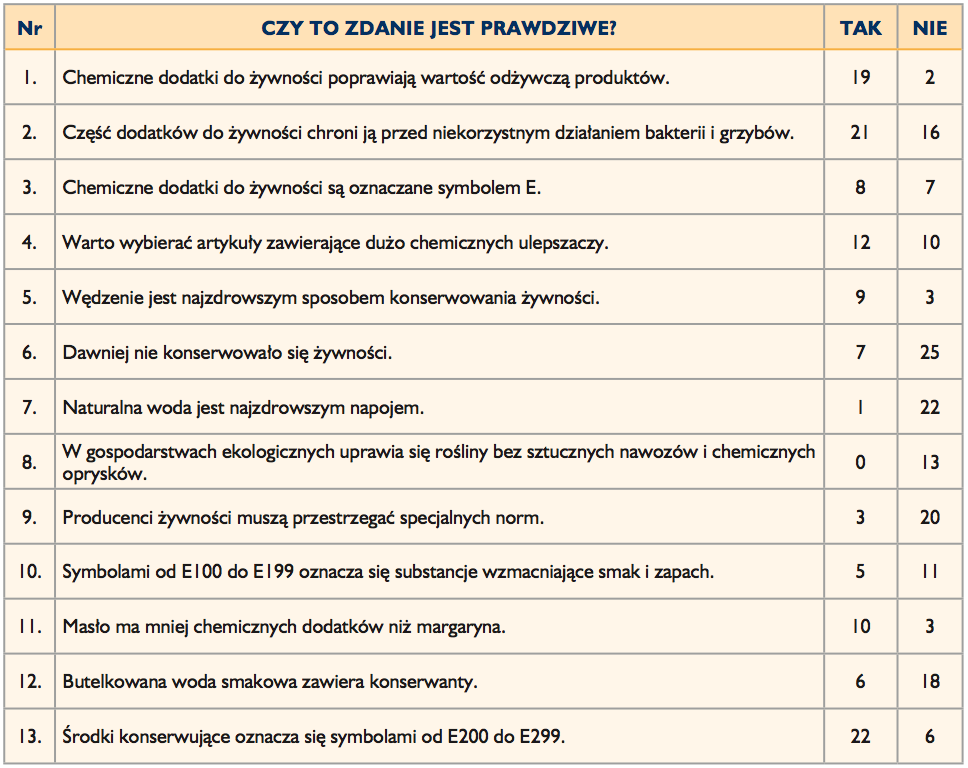 Nr CZY TO ZDANIE JEST PRAWDZIWE? TAK NIE
1. Chemiczne dodatki do żywności poprawiają wartość odżywczą produktów. 19 2
2. Część dodatków do żywności chroni ją przed niekorzystnym działaniem bakterii i grzybów. 21 16
3. Chemiczne dodatki do żywności są oznaczane symbolem E. 8 7
4. Warto wybierać artykuły zawierające dużo chemicznych ulepszaczy. 12 10
5. Wędzenie jest najzdrowszym sposobem konserwowania żywności. 9 3
6. Dawniej nie konserwowało się żywności. 7 25
7. Naturalna woda jest najzdrowszym napojem. 1 22
8. W gospodarstwach ekologicznych uprawia się rośliny bez sztucznych nawozów i chemicznych
oprysków. 0 13
9. Producenci żywności muszą przestrzegać specjalnych norm. 3 20
10. Symbolami od E100 do E199 oznacza się substancje wzmacniające smak i zapach. 5 11
11. Masło ma mniej chemicznych dodatków niż margaryna. 10 3
12. Butelkowana woda smakowa zawiera konserwanty. 6 18
13. Środki konserwujące oznacza się symbolami od E200 do E299. 22 6